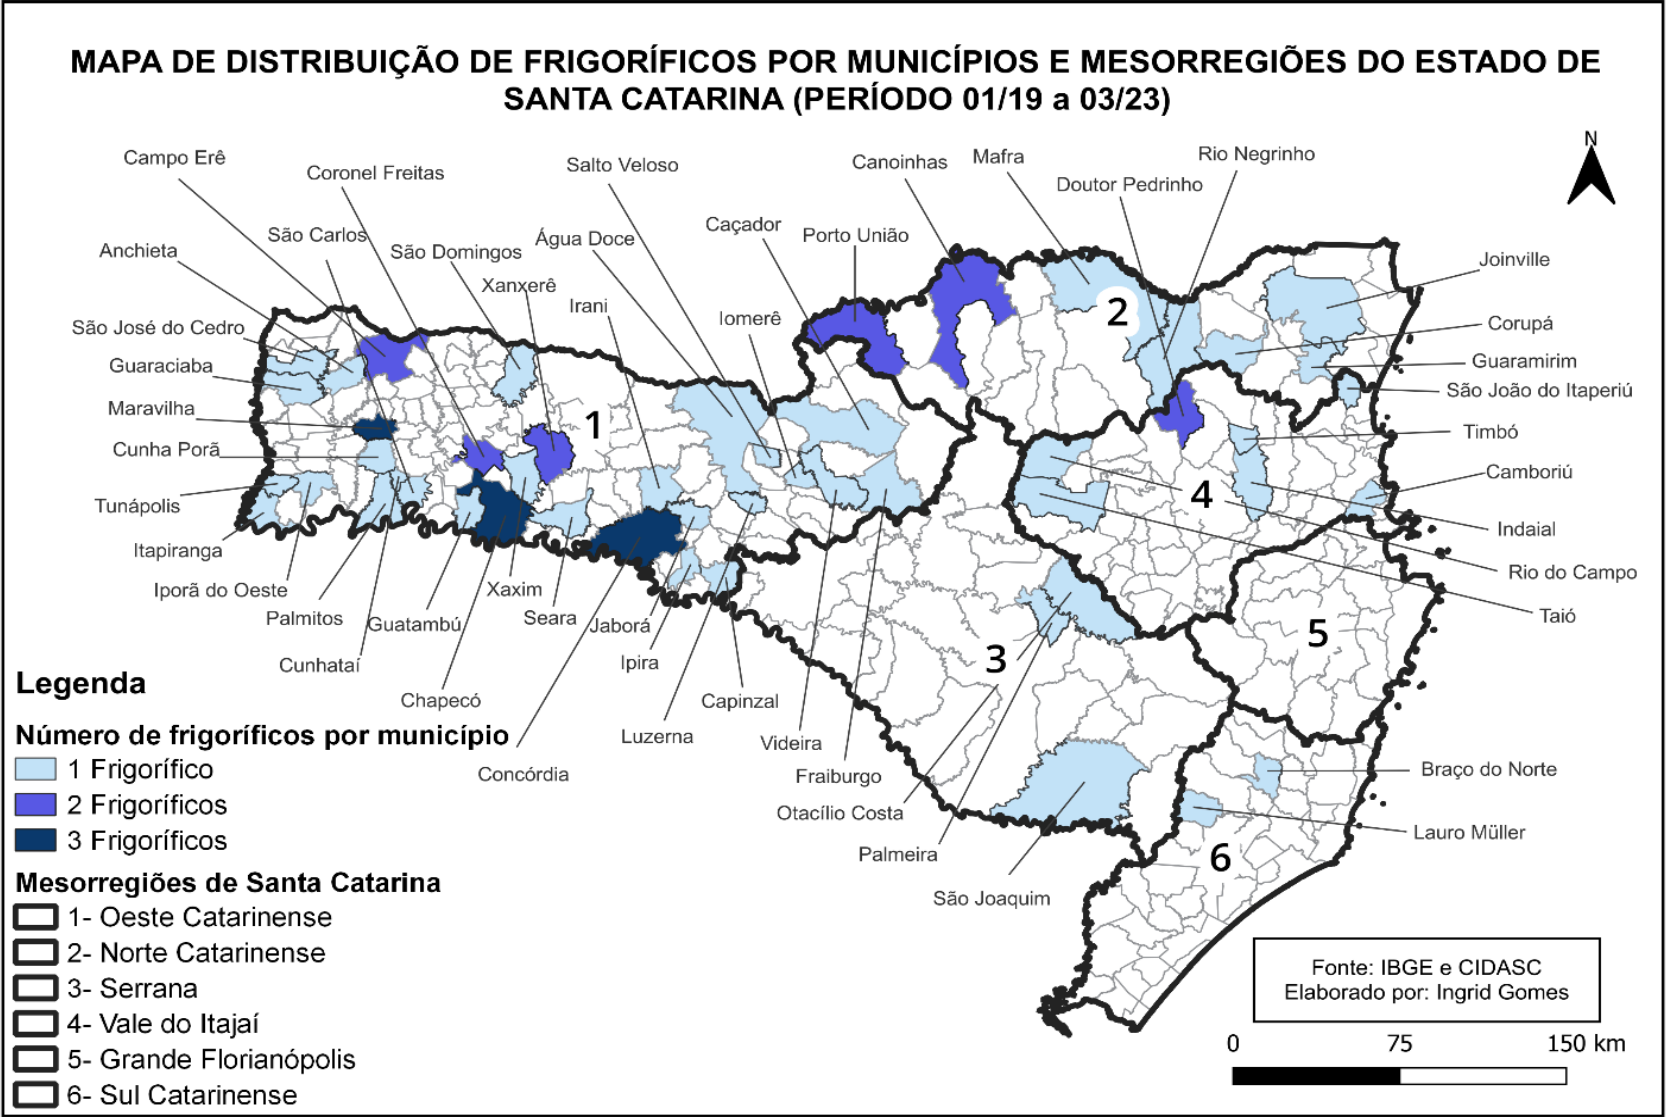 MAPA DE DISTRIBUIÇÃO DE FRIGORÍFICOS POR MUNICÍPIOS E MESORREGIÕES DO ESTADO DE
SANTA CATARINA (PERÍODO 01/19 a 03/23)
Campo Erê
Coronel Freitas
Salto Veloso
Canoinhas
Mafra
Rio Negrinho
Doutor Pedrinho
N
Anchieta
São Carlos
São Domingos
Água Doce
Caçador
Porto União
Joinville
Xanxerê
Irani
Iomerê
São José do Cedro
Guaraciaba
Maravilha
Cunha Porã
Tunápolis
Itapiranga
Iporã do Oeste
Palmitos
Cunhataí
Guatambú
Chapecó
Xaxim
Seara
Concórdia
Jaborá
Ipira
Luzerna
Capinzal
Videira
Fraiburgo
Otacílio Costa
Palmeira
São Joaquim
Corupá
Guaramirim
São João do Itaperiú
Timbó
Camboriú
Indaial
Rio do Campo
Taió
Braço do Norte
Lauro Müller
1
2
3
4
5
6
Legenda
Número de frigoríficos por município
1 Frigorífico
2 Frigoríficos
3 Frigoríficos
Mesorregiões de Santa Catarina
1- Oeste Catarinense
2- Norte Catarinense
3- Serrana
4- Vale do Itajaí
5- Grande Florianópolis
6- Sul Catarinense
Fonte: IBGE e CIDASC
Elaborado por: Ingrid Gomes
0 75 150 km